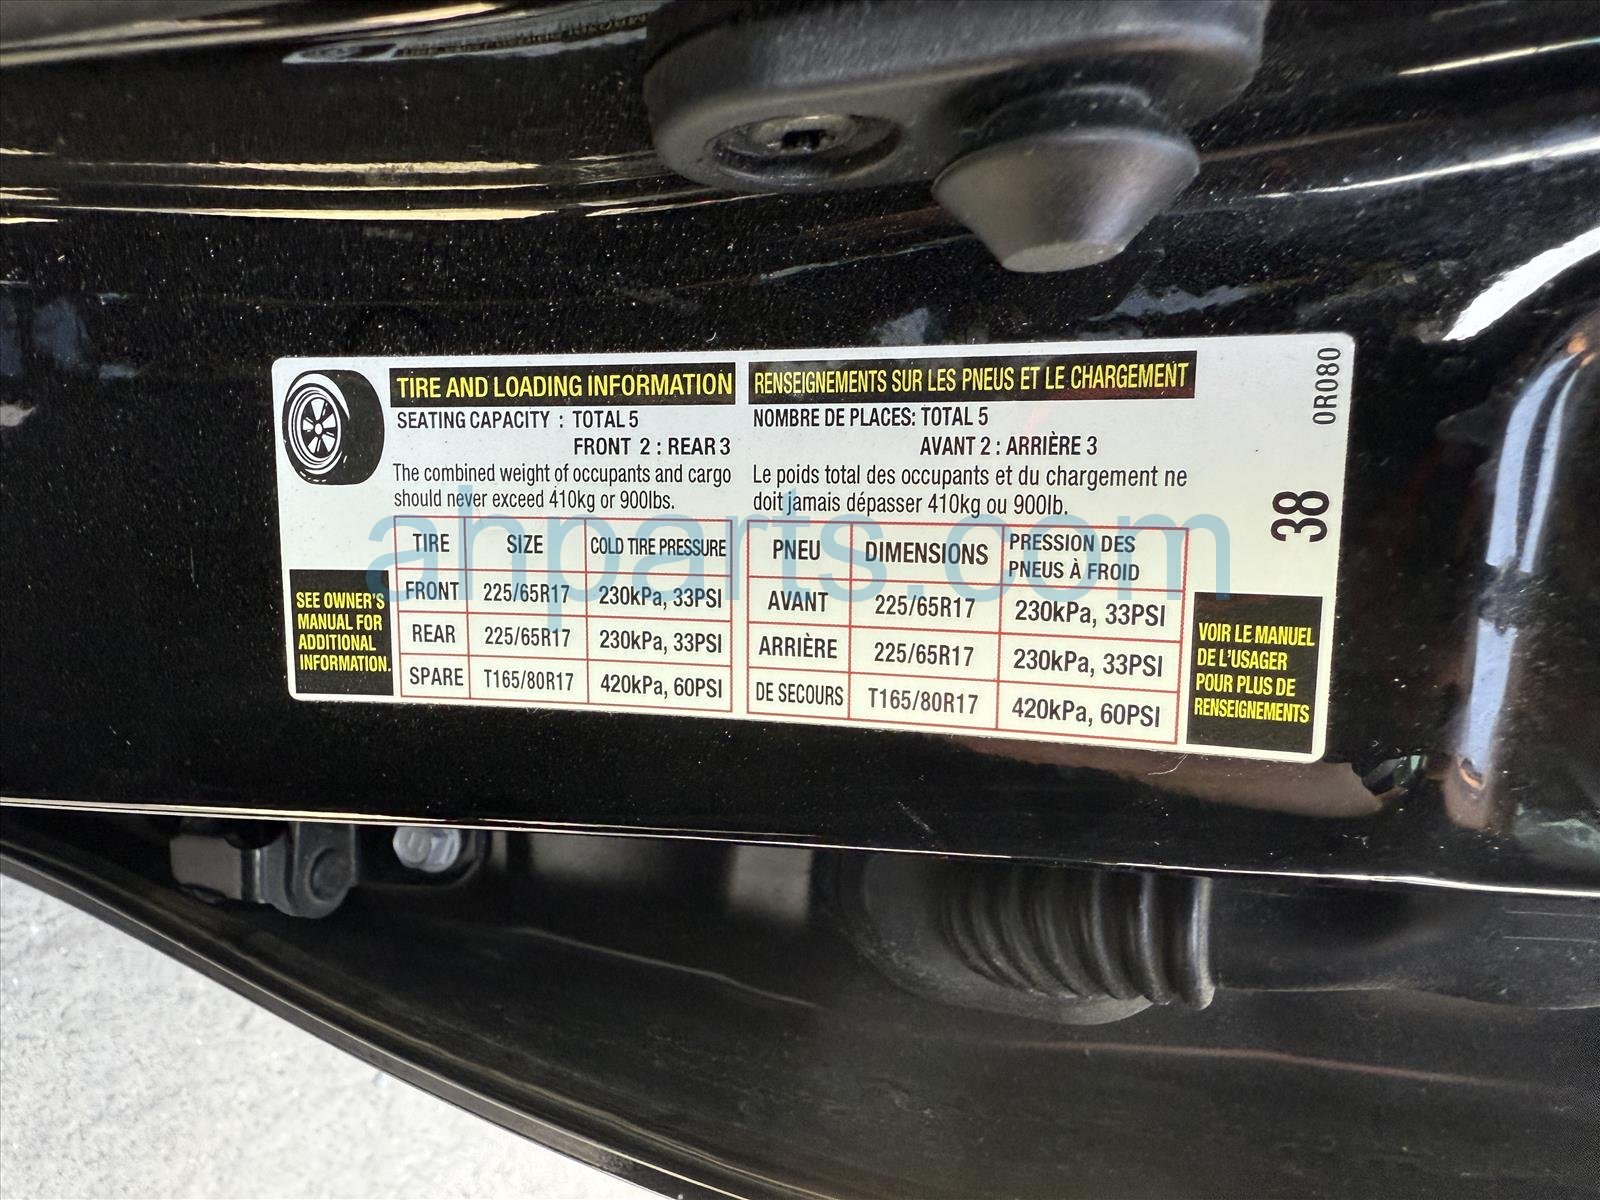 TIRE AND LOADING INFORMATION
SEATING CAPACITY : TOTAL 5
FRONT 2 : REAR 3
The combined weight of occupants and cargo
should never exceed 410kg or 900lbs.
TIRE SIZE COLD TIRE PRESSURE
FRONT 225/65R17 230kPa, 33PSI
REAR 225/65R17 230kPa, 33PSI
SPARE T165/80R17 420kPa, 60PSI
SEE OWNER'S
MANUAL FOR
ADDITIONAL
INFORMATION.
RENSEIGNEMENTS SUR LES PNEUS ET LE CHARGEMENT
NOMBRE DE PLACES: TOTAL 5
AVANT 2 : ARRIÈRE 3
Le poids total des occupants et du chargement ne
doit jamais dépasser 410kg ou 900lb.
PNEU DIMENSIONS PRESSION DES
PNEUS À FROID
AVANT 225/65R17 230kPa, 33PSI
ARRIÈRE 225/65R17 230kPa, 33PSI
DE SECOURS T165/80R17 420kPa, 60PSI
VOIR LE MANUEL
DE L'USAGER
POUR PLUS DE
RENSEIGNEMENTS
0R080
38
ahparts.com